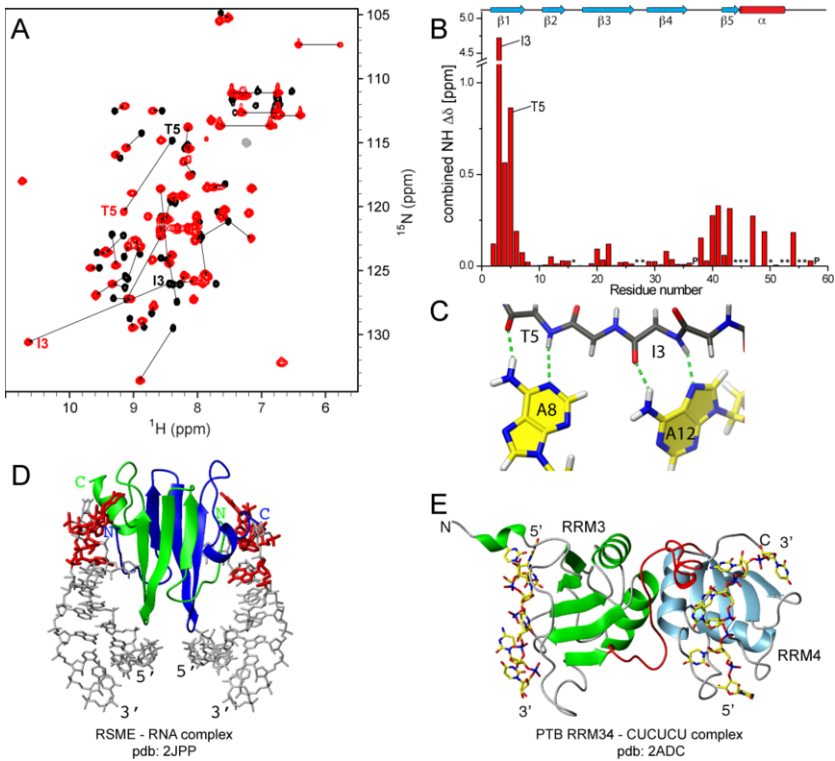 A
105
110
115
120
125
130
¹⁵N (ppm)
T5
T5
I3
I3
10 9 8 7 6
¹H (ppm)
B
β1 β2 β3 β4 β5 α
5.0
4.5
1.0
0.5
0.0
combined NH Δδ [ppm]
I3
T5
* ** P *** * ** ** P
0 10 20 30 40 50 60
Residue number
C
T5
I3
A8
A12
D
C
N
N
C
5' 5'
3' 3'
RSME - RNA complex
pdb: 2JPP
E
N
5'
RRM3
C 3'
RRM4
3'
5'
PTB RRM34 - CUCUCU complex
pdb: 2ADC